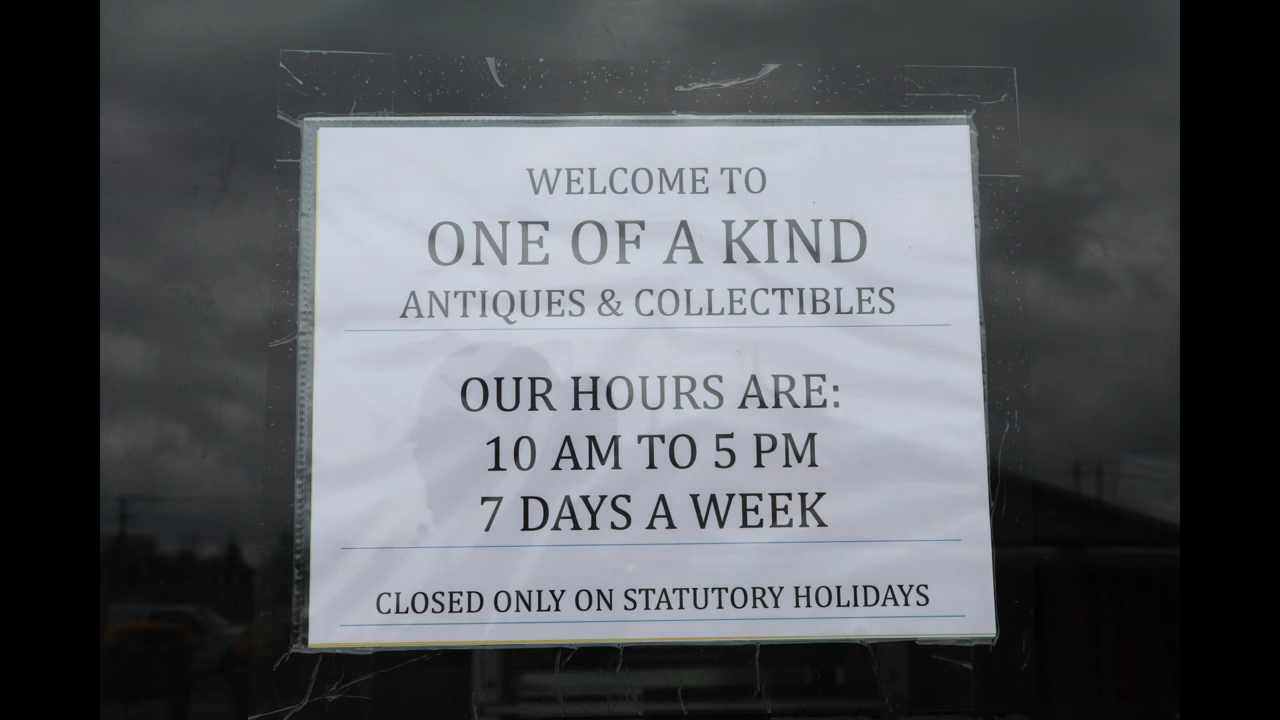 WELCOME TO
ONE OF A KIND
ANTIQUES & COLLECTIBLES
OUR HOURS ARE:
10 AM TO 5 PM
7 DAYS A WEEK
CLOSED ONLY ON STATUTORY HOLIDAYS